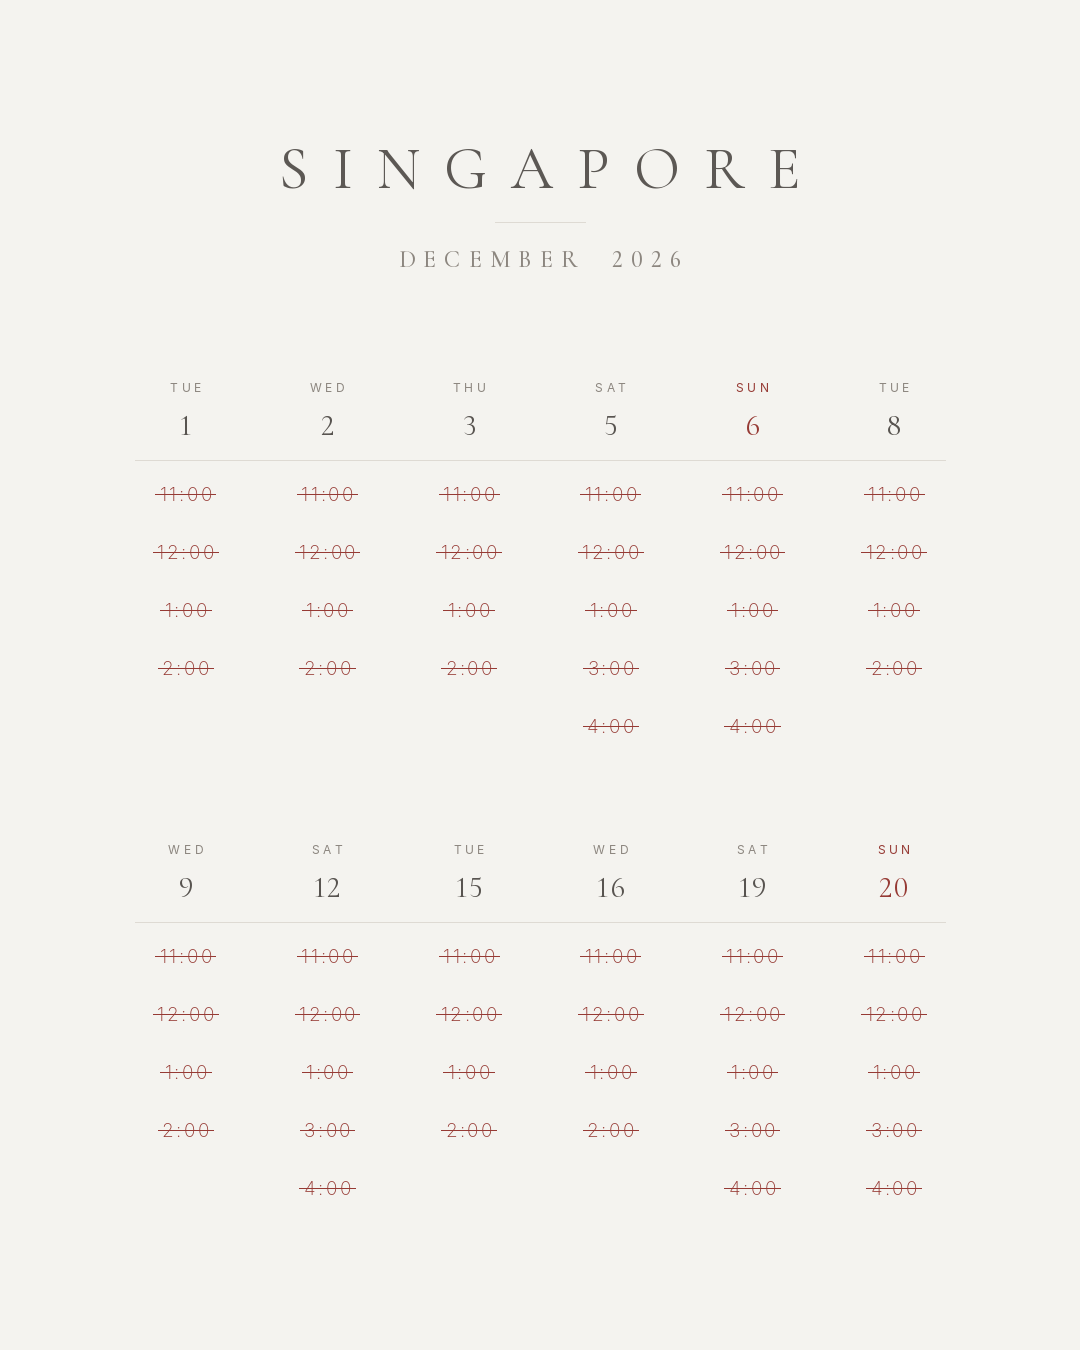 SINGAPORE
DECEMBER 2026
TUE WED THU SAT SUN TUE
1 2 3 5 6 8
11:00 11:00 11:00 11:00 11:00 11:00
12:00 12:00 12:00 12:00 12:00 12:00
1:00 1:00 1:00 1:00 1:00 1:00
2:00 2:00 2:00 3:00 3:00 2:00
4:00 4:00
WED SAT TUE WED SAT SUN
9 12 15 16 19 20
11:00 11:00 11:00 11:00 11:00 11:00
12:00 12:00 12:00 12:00 12:00 12:00
1:00 1:00 1:00 1:00 1:00 1:00
2:00 3:00 2:00 2:00 3:00 3:00
4:00 4:00 4:00